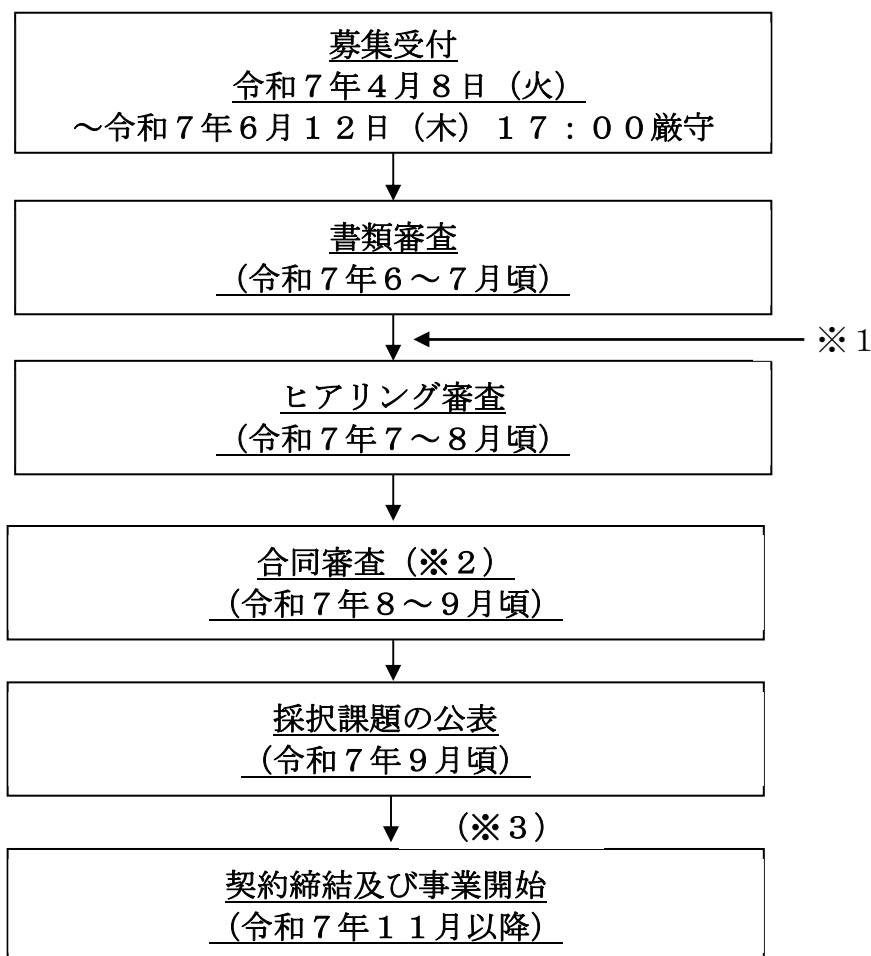 募集受付
令和７年４月８日（火）
～令和７年６月１２日（木）１７：００厳守
書類審査
（令和７年６～７月頃）
※１
ヒアリング審査
（令和７年７～８月頃）
合同審査（※２）
（令和７年８～９月頃）
採択課題の公表
（令和７年９月頃）
（※３）
契約締結及び事業開始
（令和７年１１月以降）